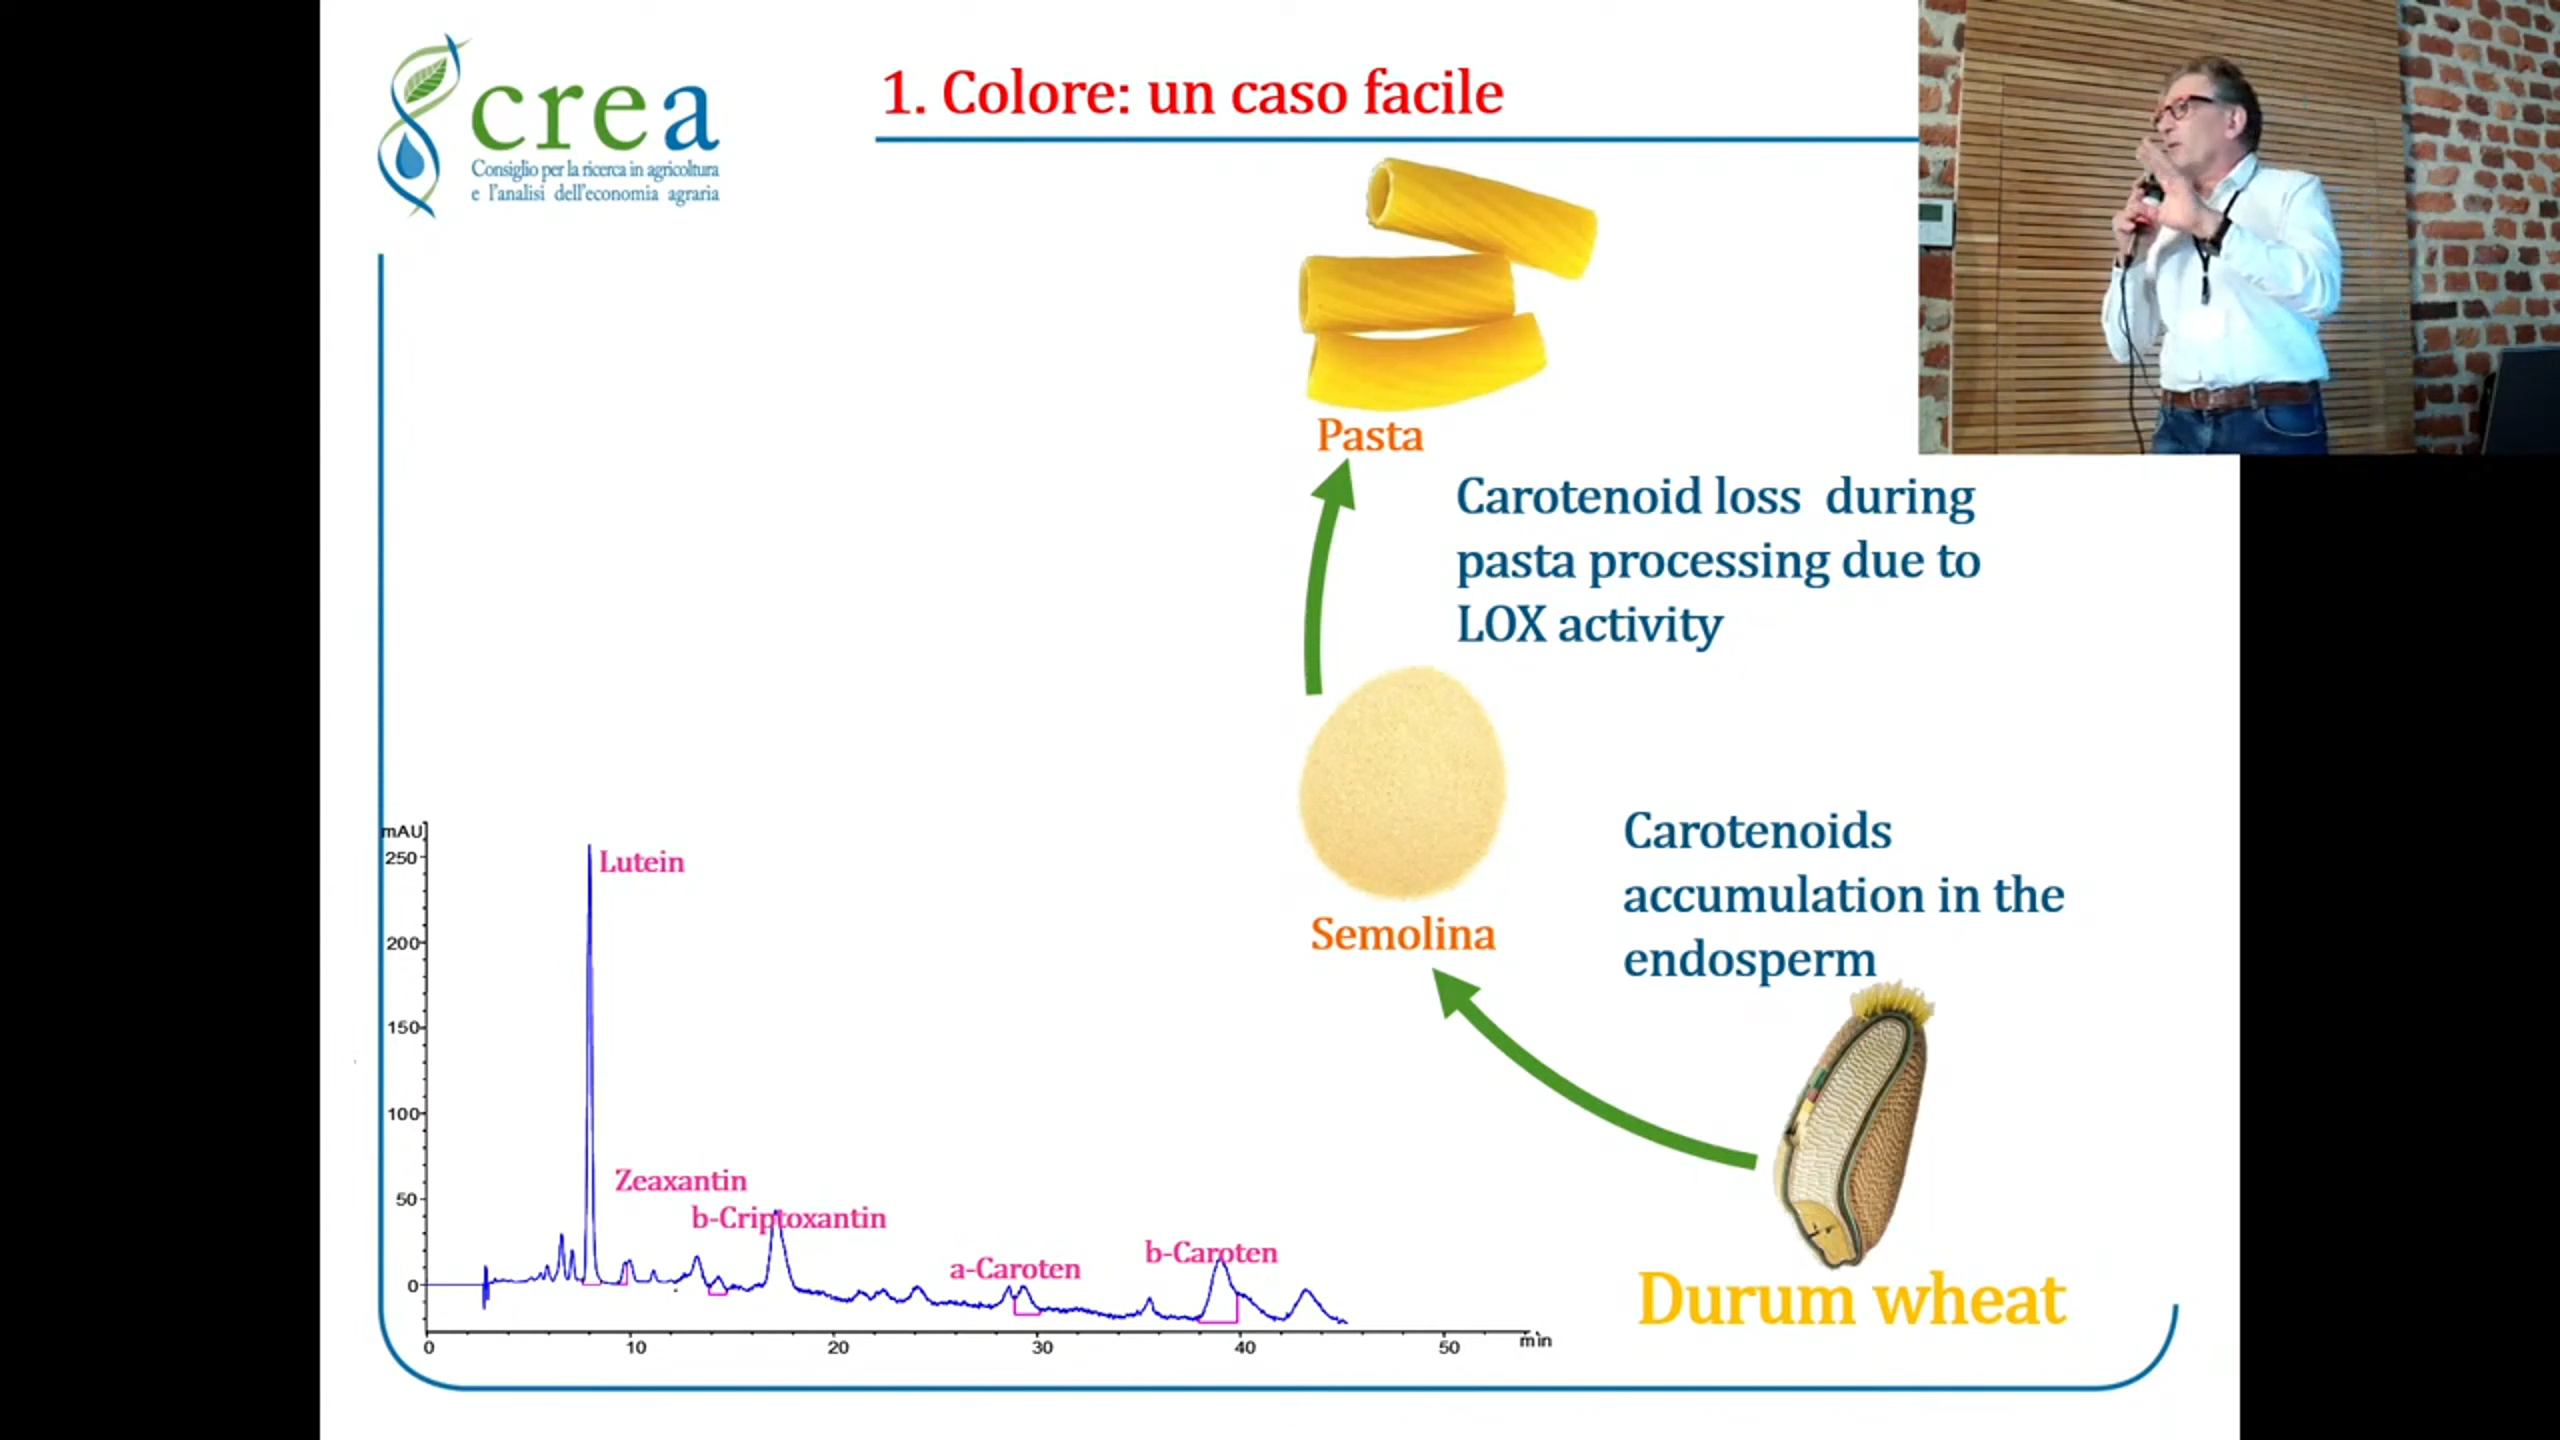 crea
Consiglio per la ricerca in agricoltura
e l'analisi dell'economia agraria
1. Colore: un caso facile
Pasta
Carotenoid loss during
pasta processing due to
LOX activity
Semolina
Carotenoids
accumulation in the
endosperm
Durum wheat
mAU
250
200
150
100
50
0
Lutein
Zeaxantin
b-Criptoxantin
a-Caroten
b-Caroten
0 10 20 30 40 50 min